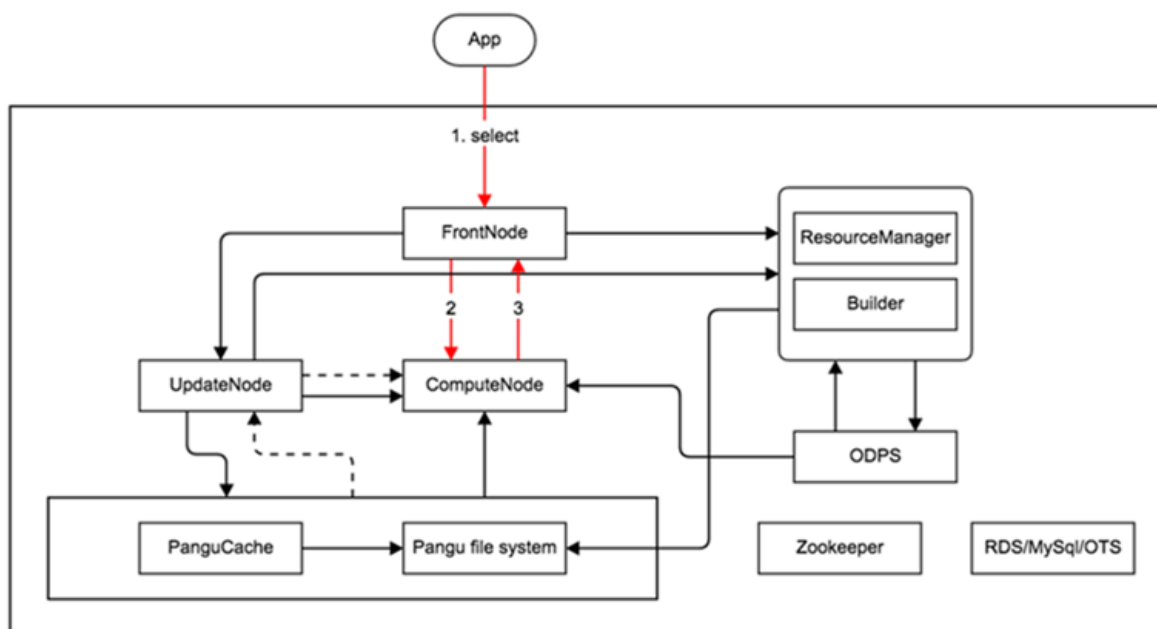 App
1. select
FrontNode
ResourceManager
2
3
Builder
UpdateNode
ComputeNode
ODPS
PanguCache
Pangu file system
Zookeeper
RDS/MySql/OTS